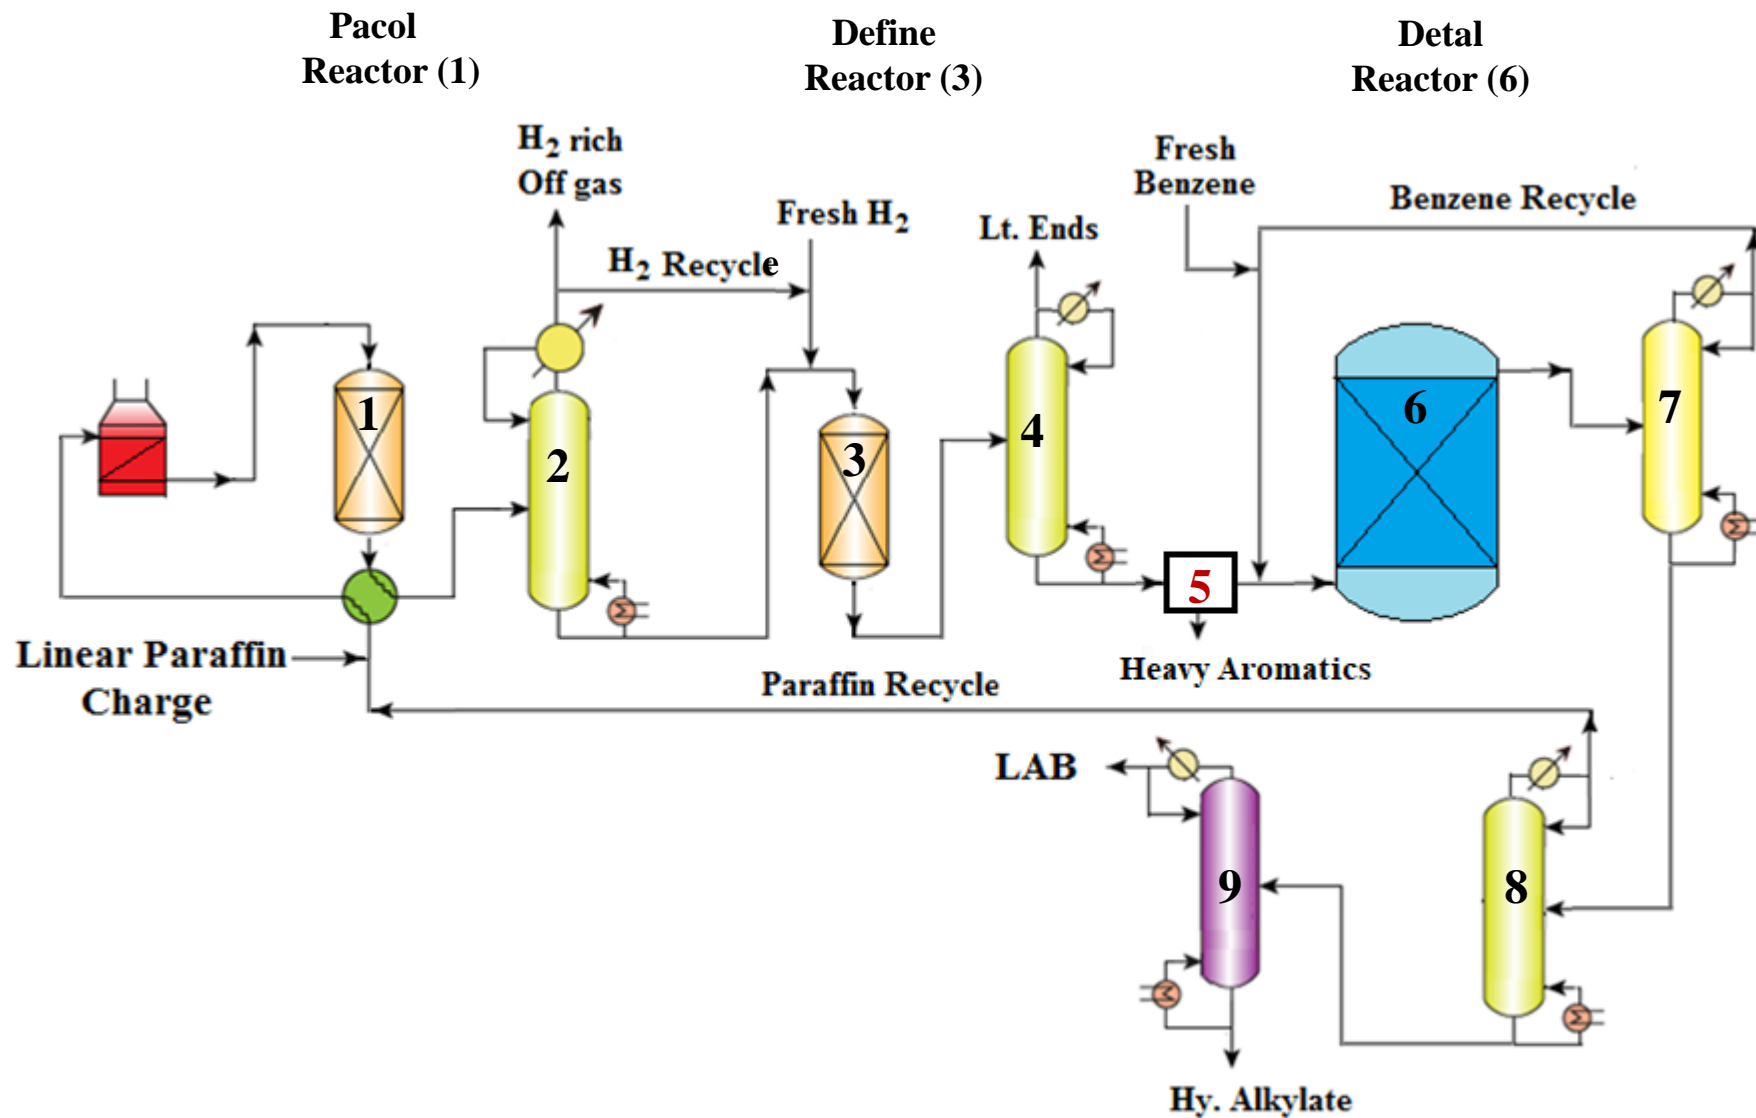 Pacol
Reactor (1)
Define
Reactor (3)
Detal
Reactor (6)
H2 rich
Off gas
Fresh H2
H2 Recycle
Lt. Ends
Fresh
Benzene
Benzene Recycle
1
2
3
4
5
6
7
Linear Paraffin
Charge
Paraffin Recycle
Heavy Aromatics
LAB
9
8
Hy. Alkylate